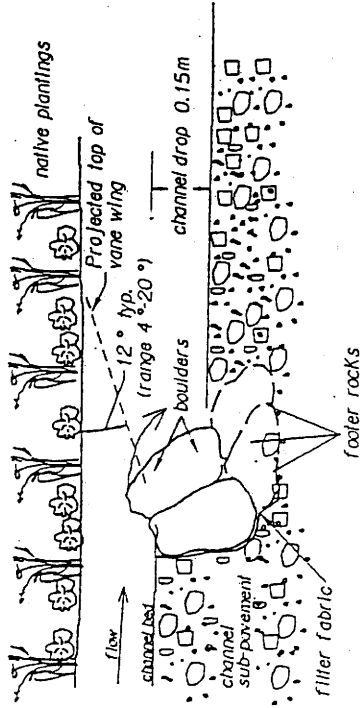 native plantings
Projected top of
vane wing
12° typ.
(range 4°-20°)
boulders
channel drop 0.15m
flow
channel bed
channel
sub-pavement
filter fabric
footer rocks